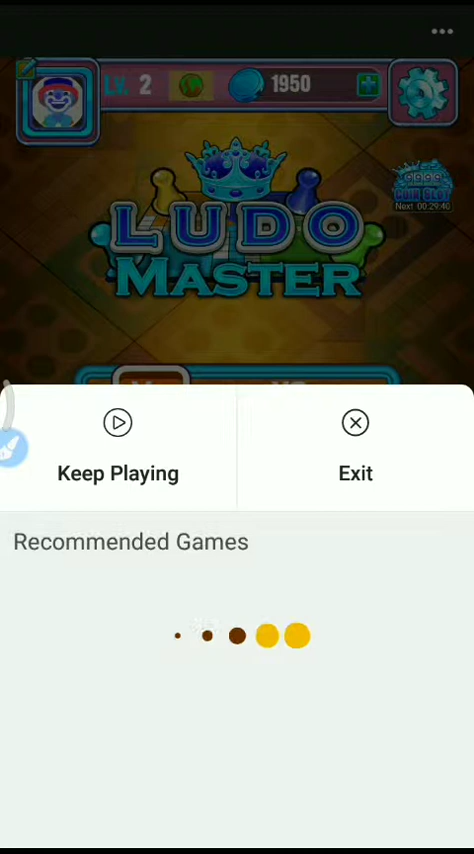 Lv. 2
1950
COIN SLOT
Next 00:29:40
LUDO
MASTER
Keep Playing
Exit
Recommended Games